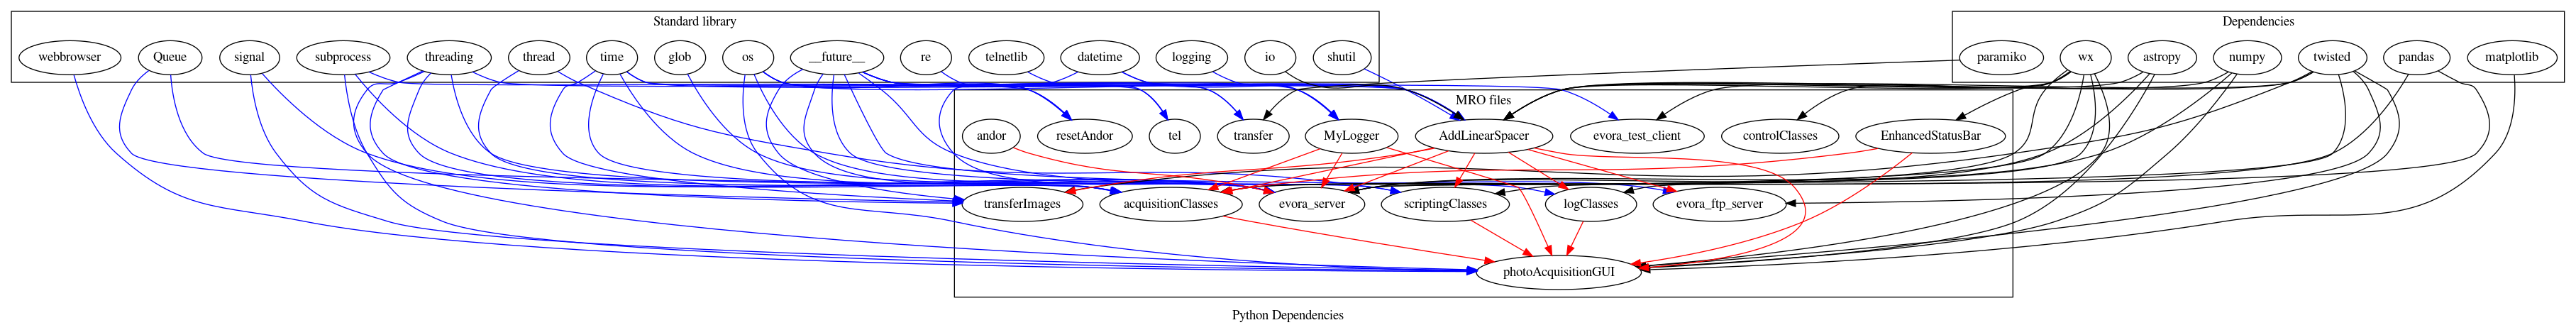 Standard library
Dependencies
webbrowser
Queue
signal
subprocess
threading
thread
time
glob
os
__future__
re
telnetlib
datetime
logging
io
shutil
paramiko
wx
astropy
numpy
twisted
pandas
matplotlib
MRO files
andor
resetAndor
tel
transfer
MyLogger
AddLinearSpacer
evora_test_client
controlClasses
EnhancedStatusBar
transferImages
acquisitionClasses
evora_server
scriptingClasses
logClasses
evora_ftp_server
photoAcquisitionGUI
Python Dependencies